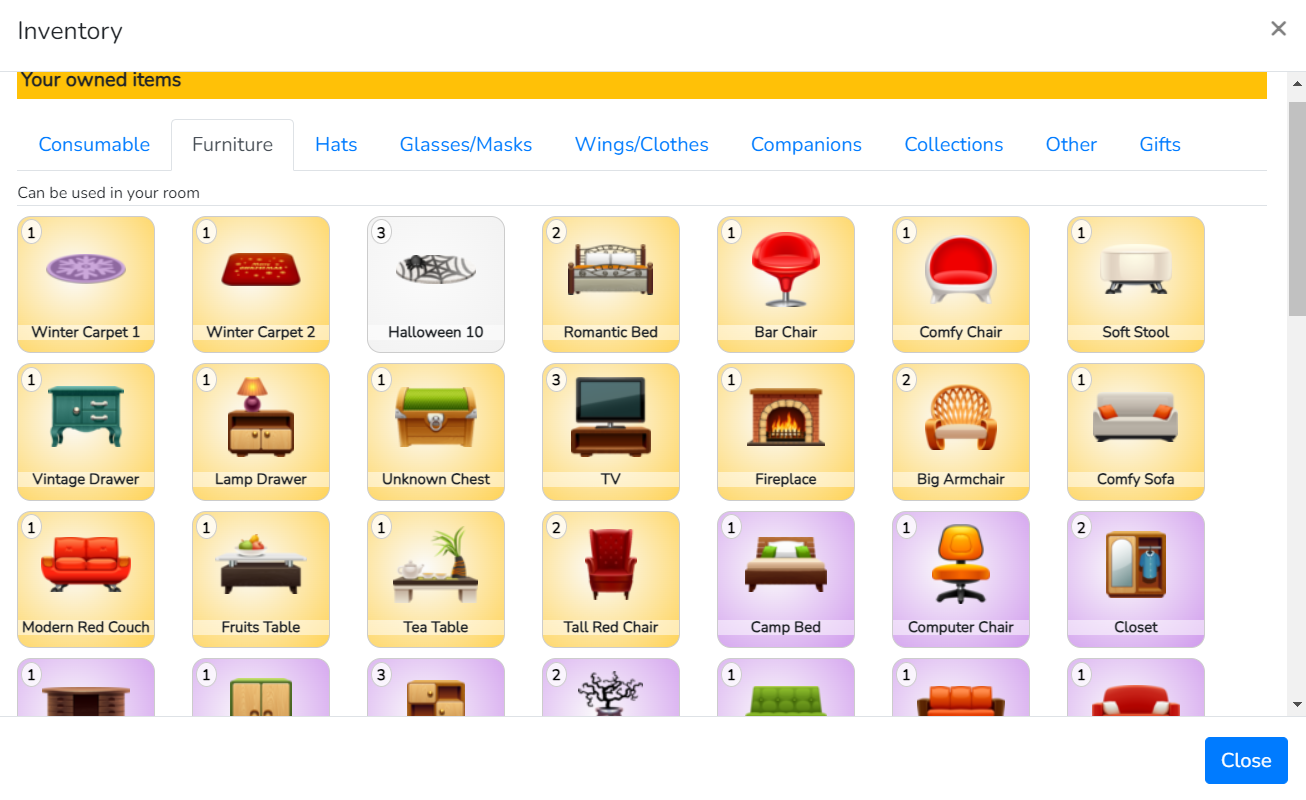 Inventory ×
Your owned items
Consumable Furniture Hats Glasses/Masks Wings/Clothes Companions Collections Other Gifts
Can be used in your room
1 1 3 2 1 1 1
Winter Carpet 1 Winter Carpet 2 Halloween 10 Romantic Bed Bar Chair Comfy Chair Soft Stool
1 1 1 3 1 2 1
Vintage Drawer Lamp Drawer Unknown Chest TV Fireplace Big Armchair Comfy Sofa
1 1 1 2 1 1 2
Modern Red Couch Fruits Table Tea Table Tall Red Chair Camp Bed Computer Chair Closet
1 1 3 2 1 1 1
Close